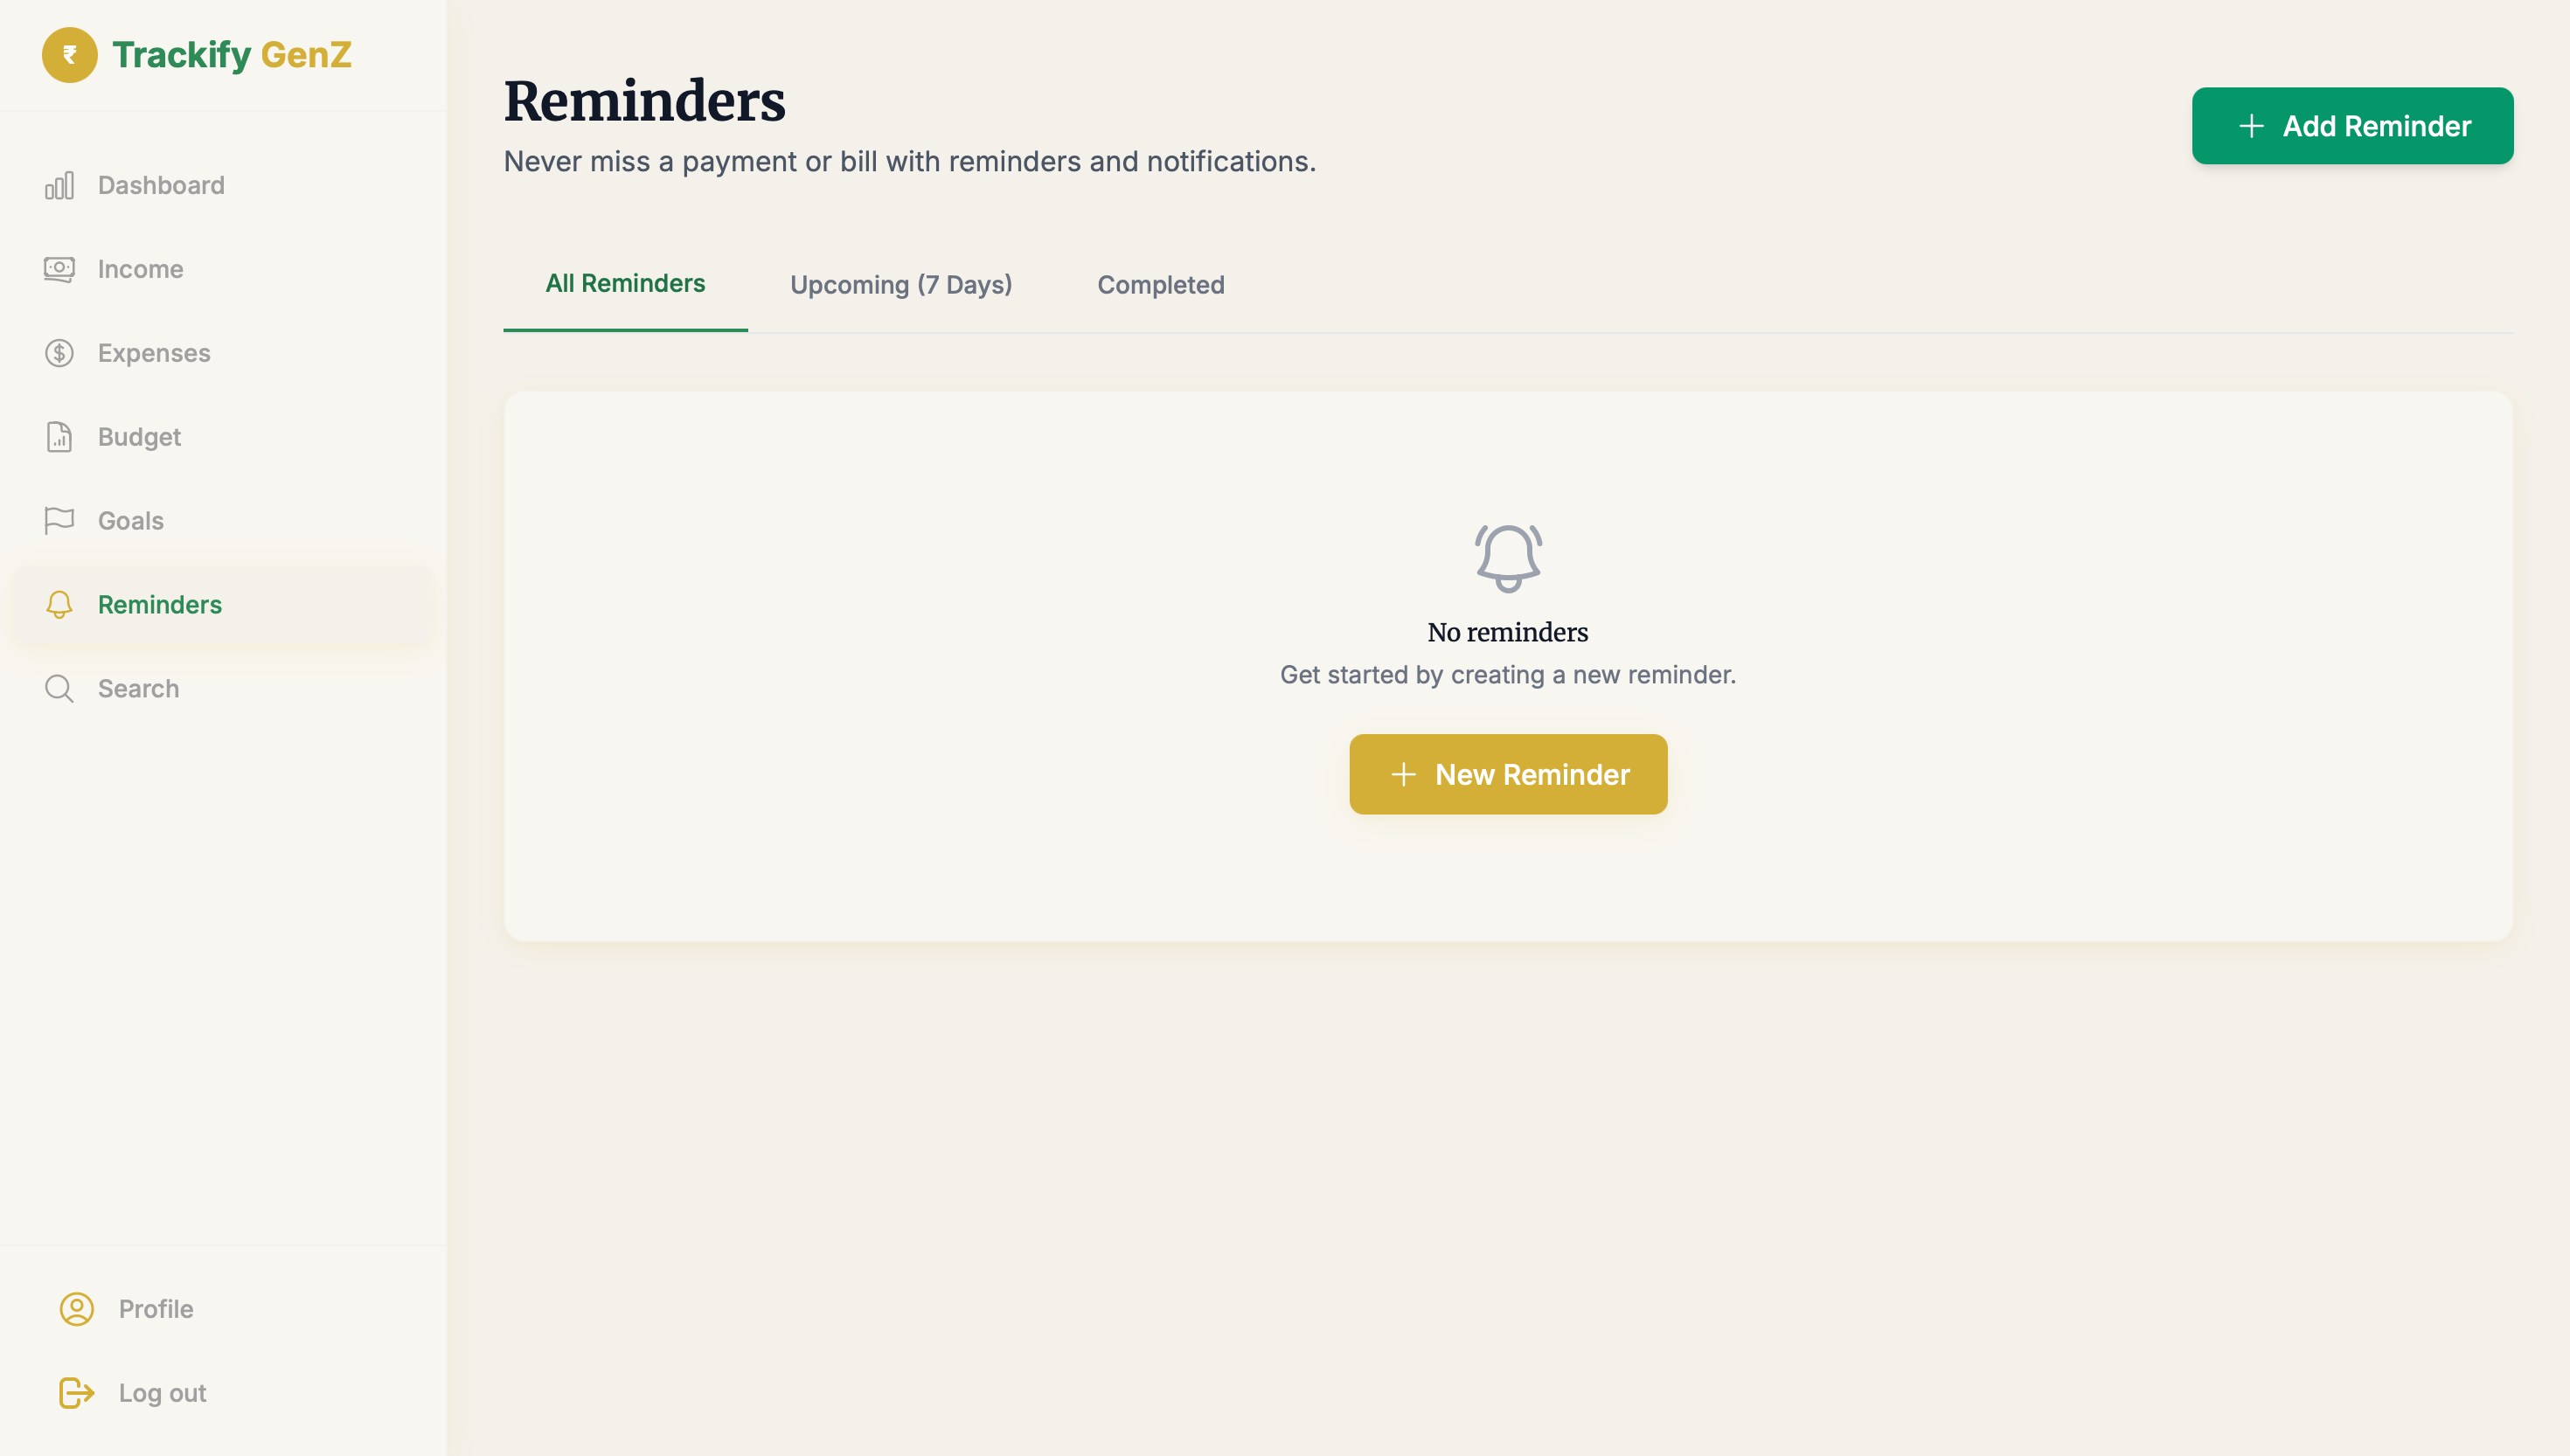 ₹ Trackify GenZ
Dashboard
Income
Expenses
Budget
Goals
Reminders
Search
Profile
Log out
Reminders
Never miss a payment or bill with reminders and notifications.
Add Reminder
All Reminders
Upcoming (7 Days)
Completed
No reminders
Get started by creating a new reminder.
New Reminder